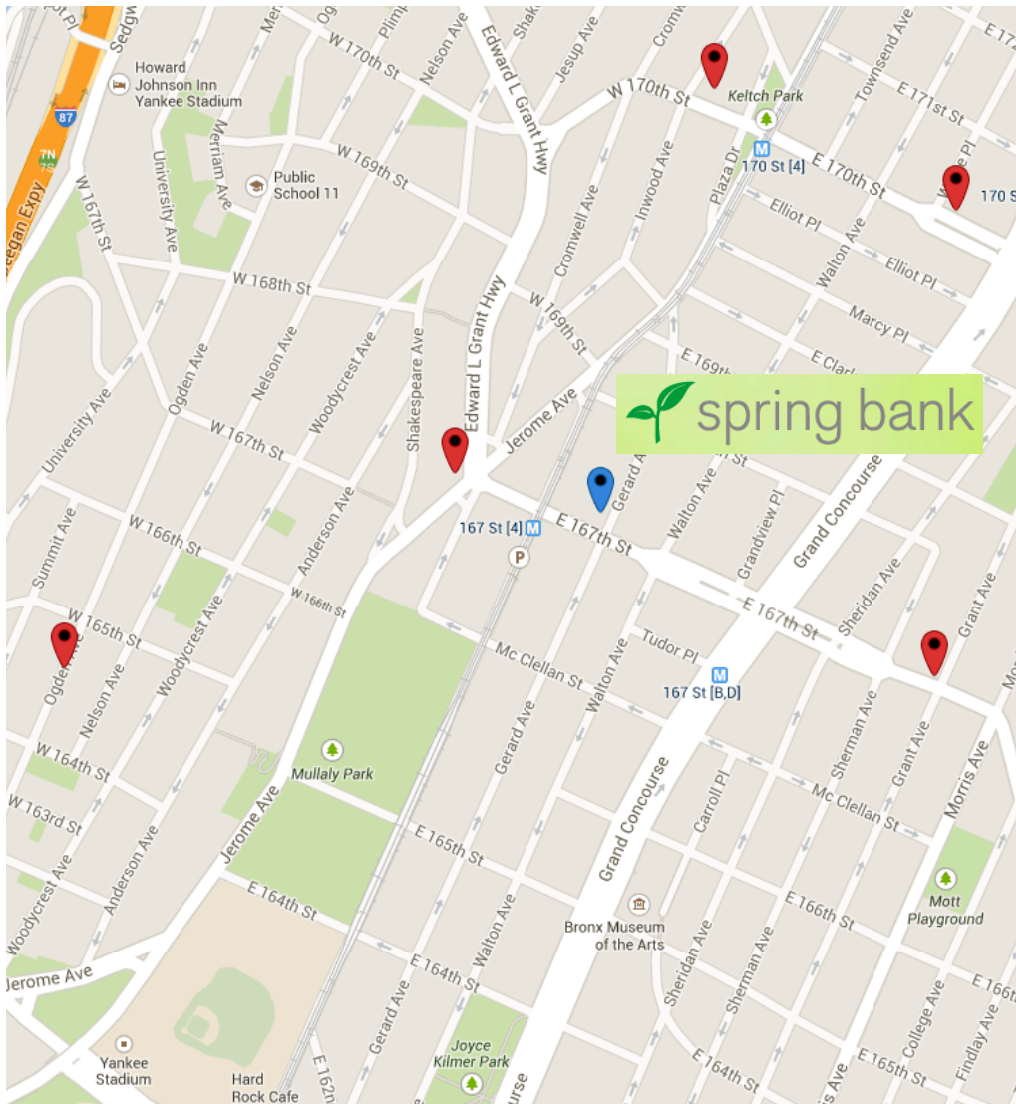 Sedgw
Howard
Johnson Inn
Yankee Stadium
87
7N
7S
W 170th St
Nelson Ave
Edward L Grant Hwy
Jesup Ave
W 170th St
Keltch Park
Townsend Ave
E 171st St
M
170 St [4]
E 170th St
170 S
Plaza Dr
Merriam Ave
University Ave
Public
School 11
W 169th St
Cromwell Ave
Inwood Ave
Elliot Pl
Walton Ave
Elliot Pl
Marcy Pl
W 167th St
W 168th St
Ogden Ave
Nelson Ave
Woodycrest Ave
Shakespeare Ave
Edward L Grant Hwy
W 169th St
E 169th
E Clar
spring bank
University Ave
W 167th St
Jerome Ave
Gerard A
Walton Ave
Grandview Pl
Grand Concourse
167 St [4]
M
P
E 167th St
Summit Ave
W 166th St
Anderson Ave
W 166th St
Sheridan Ave
Grant Ave
E 167th St
W 165th St
Ogden Ave
Nelson Ave
Woodycrest Ave
Mc Clellan St
Tudor Pl
M
167 St [B,D]
Walton Ave
Gerard Ave
Mullaly Park
W 164th St
W 163rd St
Jerome Ave
Grand Concourse
Carroll Pl
Sherman Ave
Grant Ave
Mc Clellan St
Morris Ave
E 165th St
Anderson Ave
Woodycrest Ave
E 164th St
Walton Ave
Bronx Museum
of the Arts
E 166th St
Mott
Playground
Jerome Ave
E 164th St
Sheridan Ave
Sherman Ave
E 166t
College Ave
Findlay Ave
E 165th St
Gerard Ave
Yankee
Stadium
Hard
Rock Cafe
E 162n
Joyce
Kilmer Park